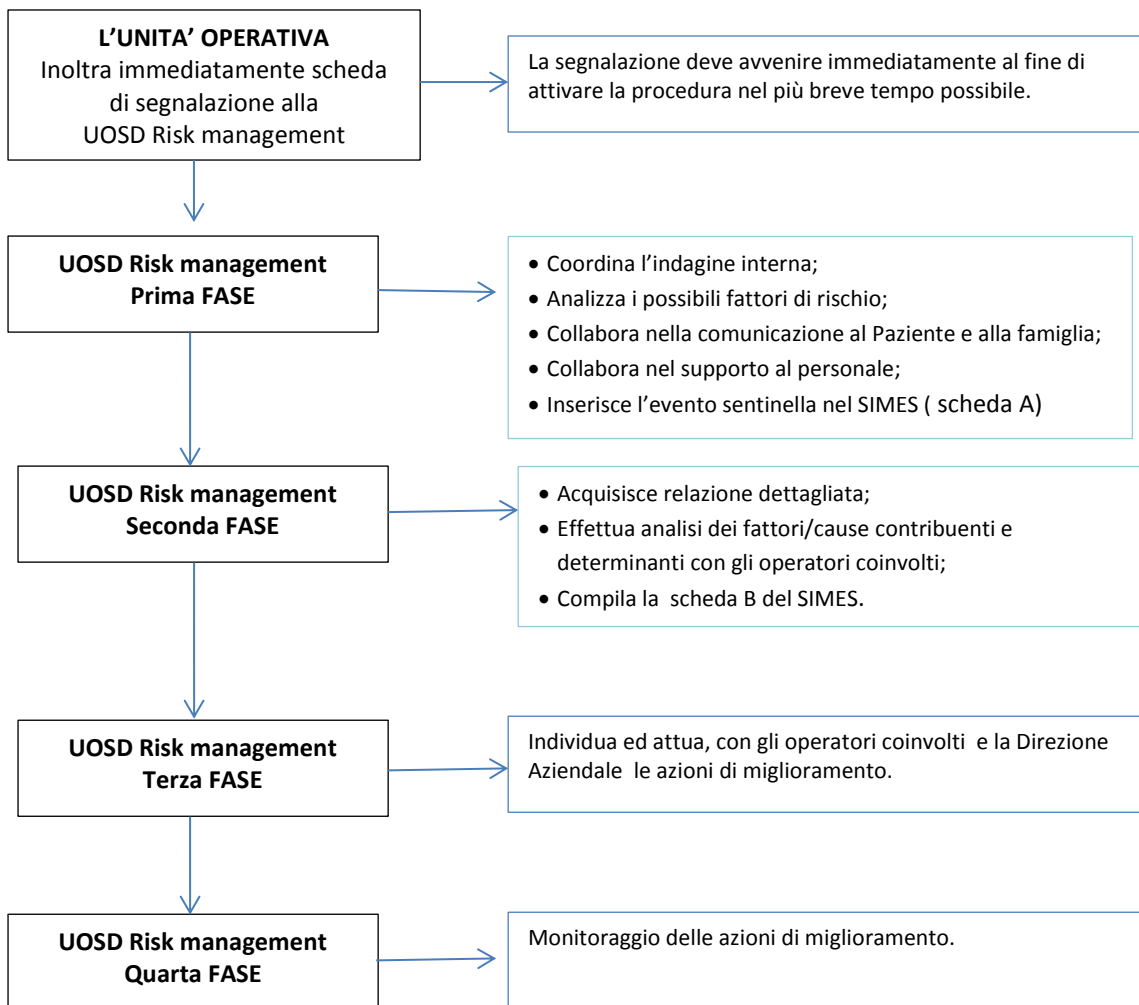 L'UNITA' OPERATIVA
Inoltra immediatamente scheda
di segnalazione alla
UOSD Risk management
La segnalazione deve avvenire immediatamente al fine di
attivare la procedura nel più breve tempo possibile.
UOSD Risk management
Prima FASE
• Coordina l'indagine interna;
• Analizza i possibili fattori di rischio;
• Collabora nella comunicazione al Paziente e alla famiglia;
• Collabora nel supporto al personale;
• Inserisce l'evento sentinella nel SIMES ( scheda A)
UOSD Risk management
Seconda FASE
• Acquisisce relazione dettagliata;
• Effettua analisi dei fattori/cause contribuenti e
determinanti con gli operatori coinvolti;
• Compila la scheda B del SIMES.
UOSD Risk management
Terza FASE
Individua ed attua, con gli operatori coinvolti e la Direzione
Aziendale le azioni di miglioramento.
UOSD Risk management
Quarta FASE
Monitoraggio delle azioni di miglioramento.